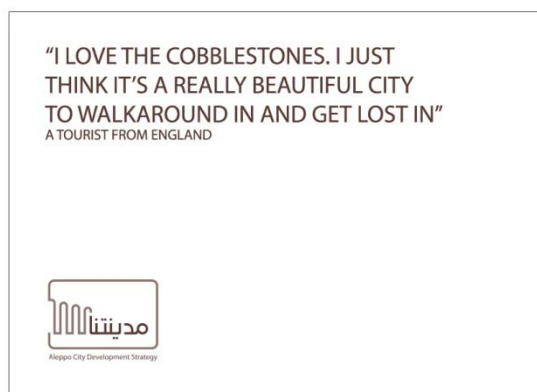 “I LOVE THE COBBLESTONES. I JUST
THINK IT’S A REALLY BEAUTIFUL CITY
TO WALKAROUND IN AND GET LOST IN”
A TOURIST FROM ENGLAND
مدينتنا
Aleppo City Development Strategy